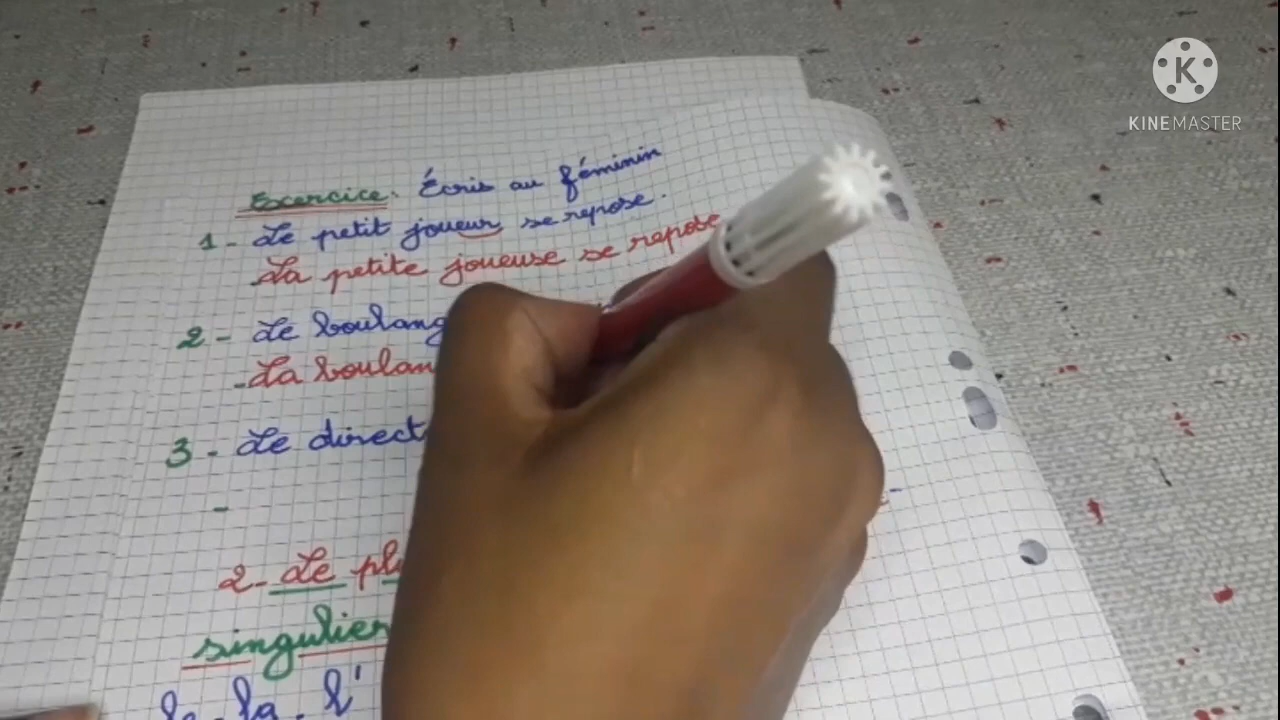 Exercice: Écris au féminin
1- Le petit joueur se repose.
La petite joueuse se repose
2- Le boulang
-La boulan
3- Le direct
-
2- Le pl
singulier
le, la, l'
KINEMASTER